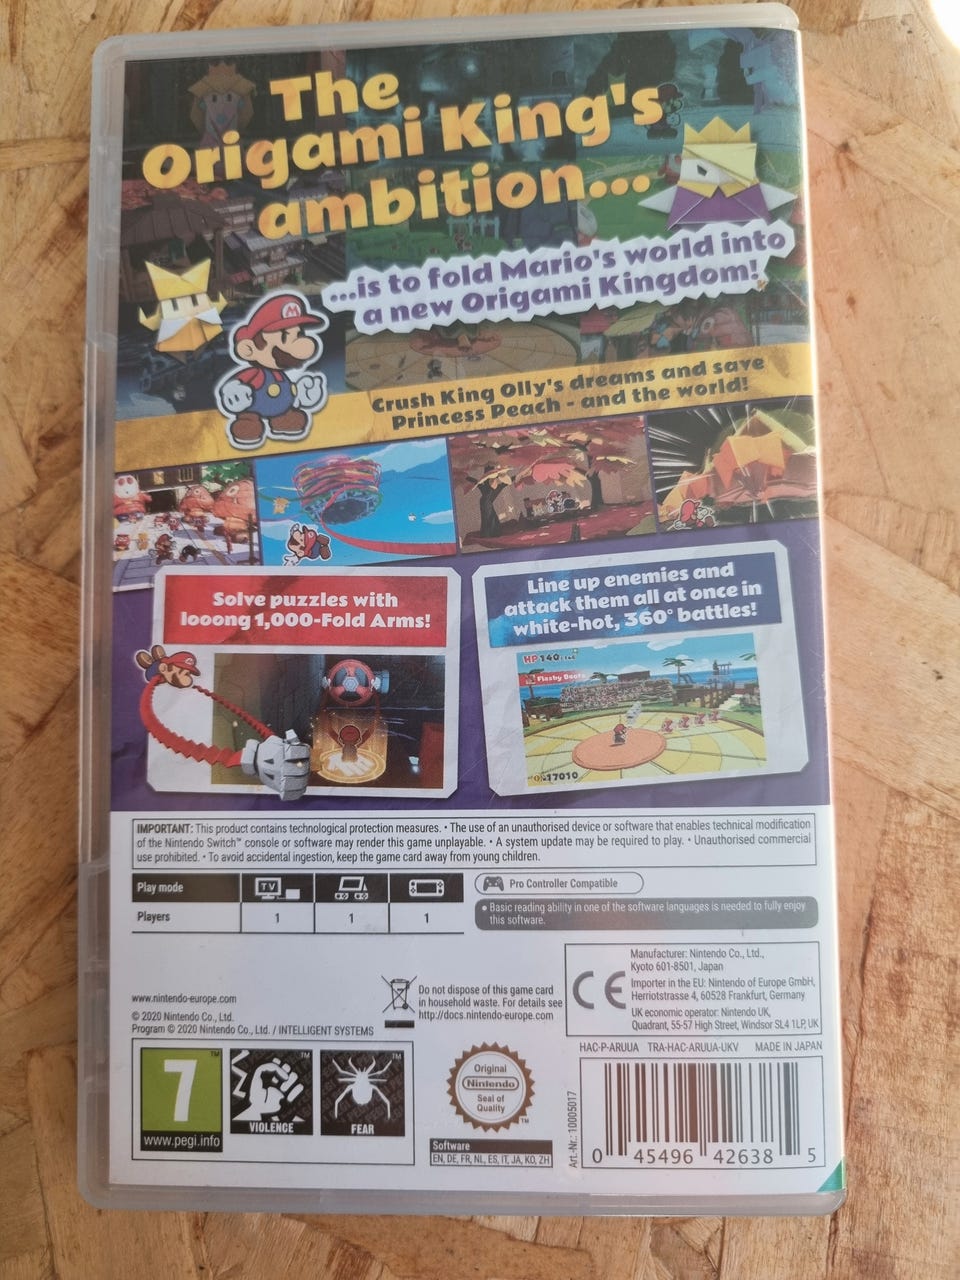 The
Origami King's
ambition...
...is to fold Mario's world into
a new Origami Kingdom!
Crush King Olly's dreams and save
Princess Peach - and the world!
Solve puzzles with
looong 1,000-Fold Arms!
Line up enemies and
attack them all at once in
white-hot, 360° battles!
HP 140
Flashy Boots
17010
IMPORTANT: This product contains technological protection measures. • The use of an unauthorised device or software that enables technical modification
of the Nintendo Switch™ console or software may render this game unplayable. • A system update may be required to play. • Unauthorised commercial
use prohibited. • To avoid accidental ingestion, keep the game card away from young children.
Play mode TV
Players 1 1 1
Pro Controller Compatible
• Basic reading ability in one of the software languages is needed to fully enjoy
this software.
www.nintendo-europe.com
© 2020 Nintendo Co., Ltd.
Program © 2020 Nintendo Co., Ltd. / INTELLIGENT SYSTEMS
Do not dispose of this game card
in household waste. For details see
http://docs.nintendo-europe.com
CE
Manufacturer: Nintendo Co., Ltd.,
Kyoto 601-8501, Japan
Importer in the EU: Nintendo of Europe GmbH,
Herriotstrasse 4, 60528 Frankfurt, Germany
UK economic operator: Nintendo UK,
Quadrant, 55-57 High Street, Windsor SL4 1LP, UK
HAC-P-ARUUA TRA-HAC-ARUUA-UKV MADE IN JAPAN
7
™
www.pegi.info
VIOLENCE
™
FEAR
™
Original
Nintendo
Seal of
Quality
™
Software
EN, DE, FR, NL, ES, IT, JA, KO, ZH
Art.-Nr.: 10005017
0 45496 42638 5